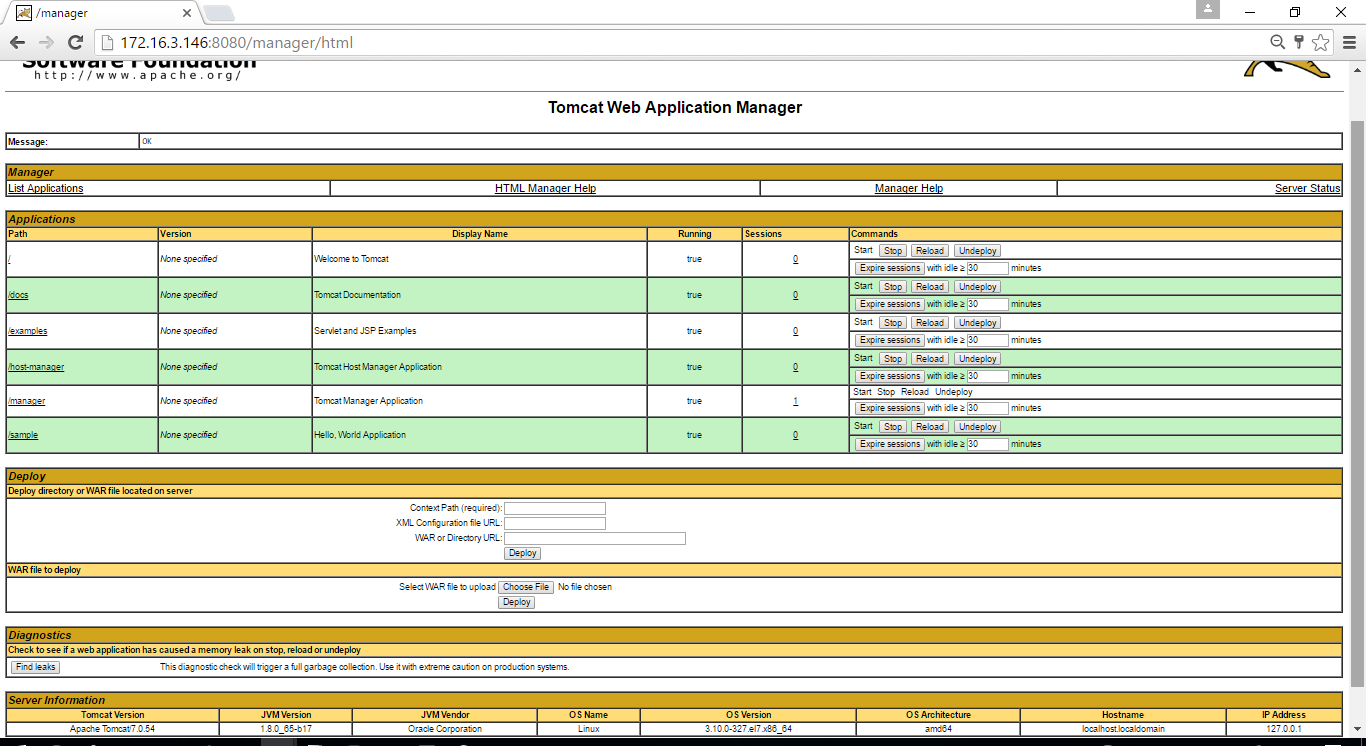 /manager
172.16.3.146:8080/manager/html
Software Foundation
http://www.apache.org/
Tomcat Web Application Manager
Message: OK
Manager
List Applications HTML Manager Help Manager Help Server Status
Applications
Path Version Display Name Running Sessions Commands
/ None specified Welcome to Tomcat true 0 Start Stop Reload Undeploy
Expire sessions with idle ≥ 30 minutes
/docs None specified Tomcat Documentation true 0 Start Stop Reload Undeploy
Expire sessions with idle ≥ 30 minutes
/examples None specified Servlet and JSP Examples true 0 Start Stop Reload Undeploy
Expire sessions with idle ≥ 30 minutes
/host-manager None specified Tomcat Host Manager Application true 0 Start Stop Reload Undeploy
Expire sessions with idle ≥ 30 minutes
/manager None specified Tomcat Manager Application true 1 Start Stop Reload Undeploy
Expire sessions with idle ≥ 30 minutes
/sample None specified Hello, World Application true 0 Start Stop Reload Undeploy
Expire sessions with idle ≥ 30 minutes
Deploy
Deploy directory or WAR file located on server
Context Path (required):
XML Configuration file URL:
WAR or Directory URL:
Deploy
WAR file to deploy
Select WAR file to upload Choose File No file chosen
Deploy
Diagnostics
Check to see if a web application has caused a memory leak on stop, reload or undeploy
Find leaks This diagnostic check will trigger a full garbage collection. Use it with extreme caution on production systems.
Server Information
Tomcat Version JVM Version JVM Vendor OS Name OS Version OS Architecture Hostname IP Address
Apache Tomcat/7.0.54 1.8.0_65-b17 Oracle Corporation Linux 3.10.0-327.el7.x86_64 amd64 localhost.localdomain 127.0.0.1